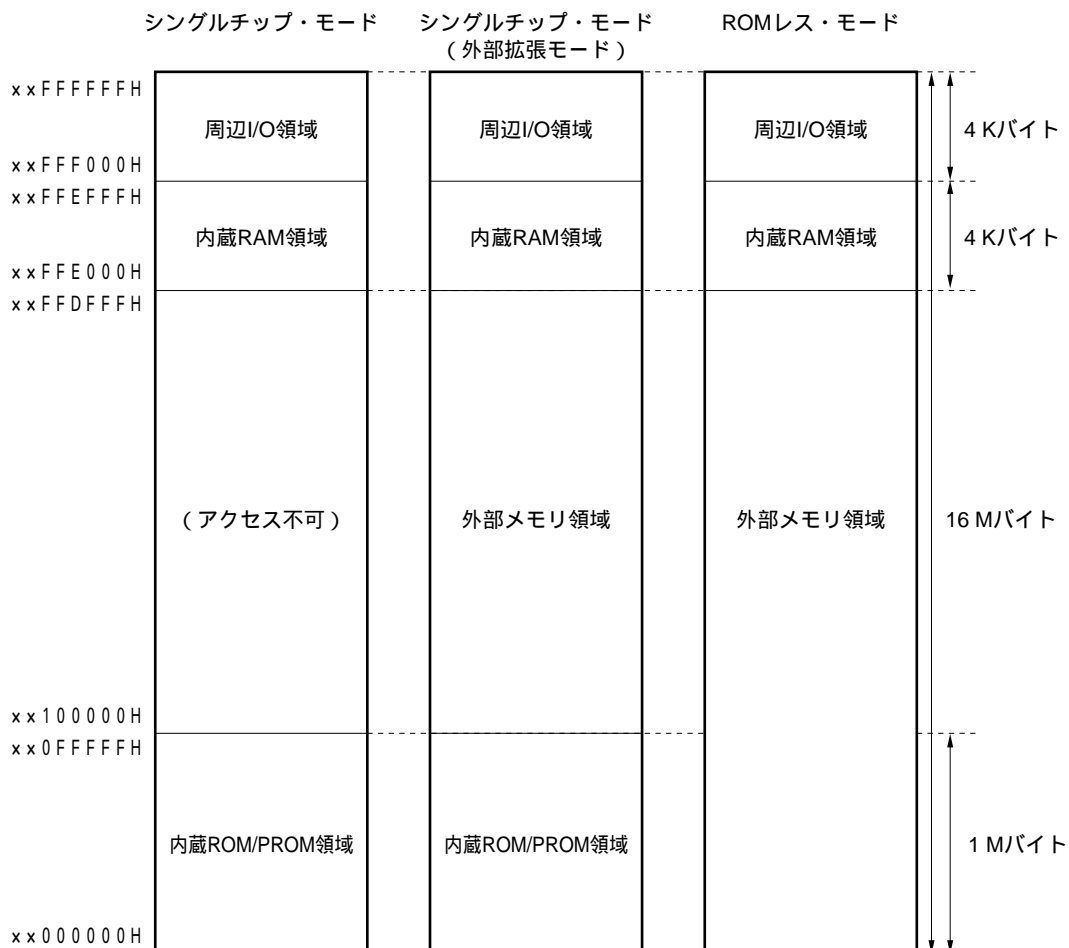 シングルチップ・モード
シングルチップ・モード
（外部拡張モード）
ROMレス・モード
xxFFFFFFH
周辺I/O領域
周辺I/O領域
周辺I/O領域
4 Kバイト
xxFFF000H
xxFFEFFFH
内蔵RAM領域
内蔵RAM領域
内蔵RAM領域
4 Kバイト
xxFFE000H
xxFFDFFFH
（アクセス不可）
外部メモリ領域
外部メモリ領域
16 Mバイト
xx100000H
xx0FFFFFH
内蔵ROM/PROM領域
内蔵ROM/PROM領域
1 Mバイト
xx000000H